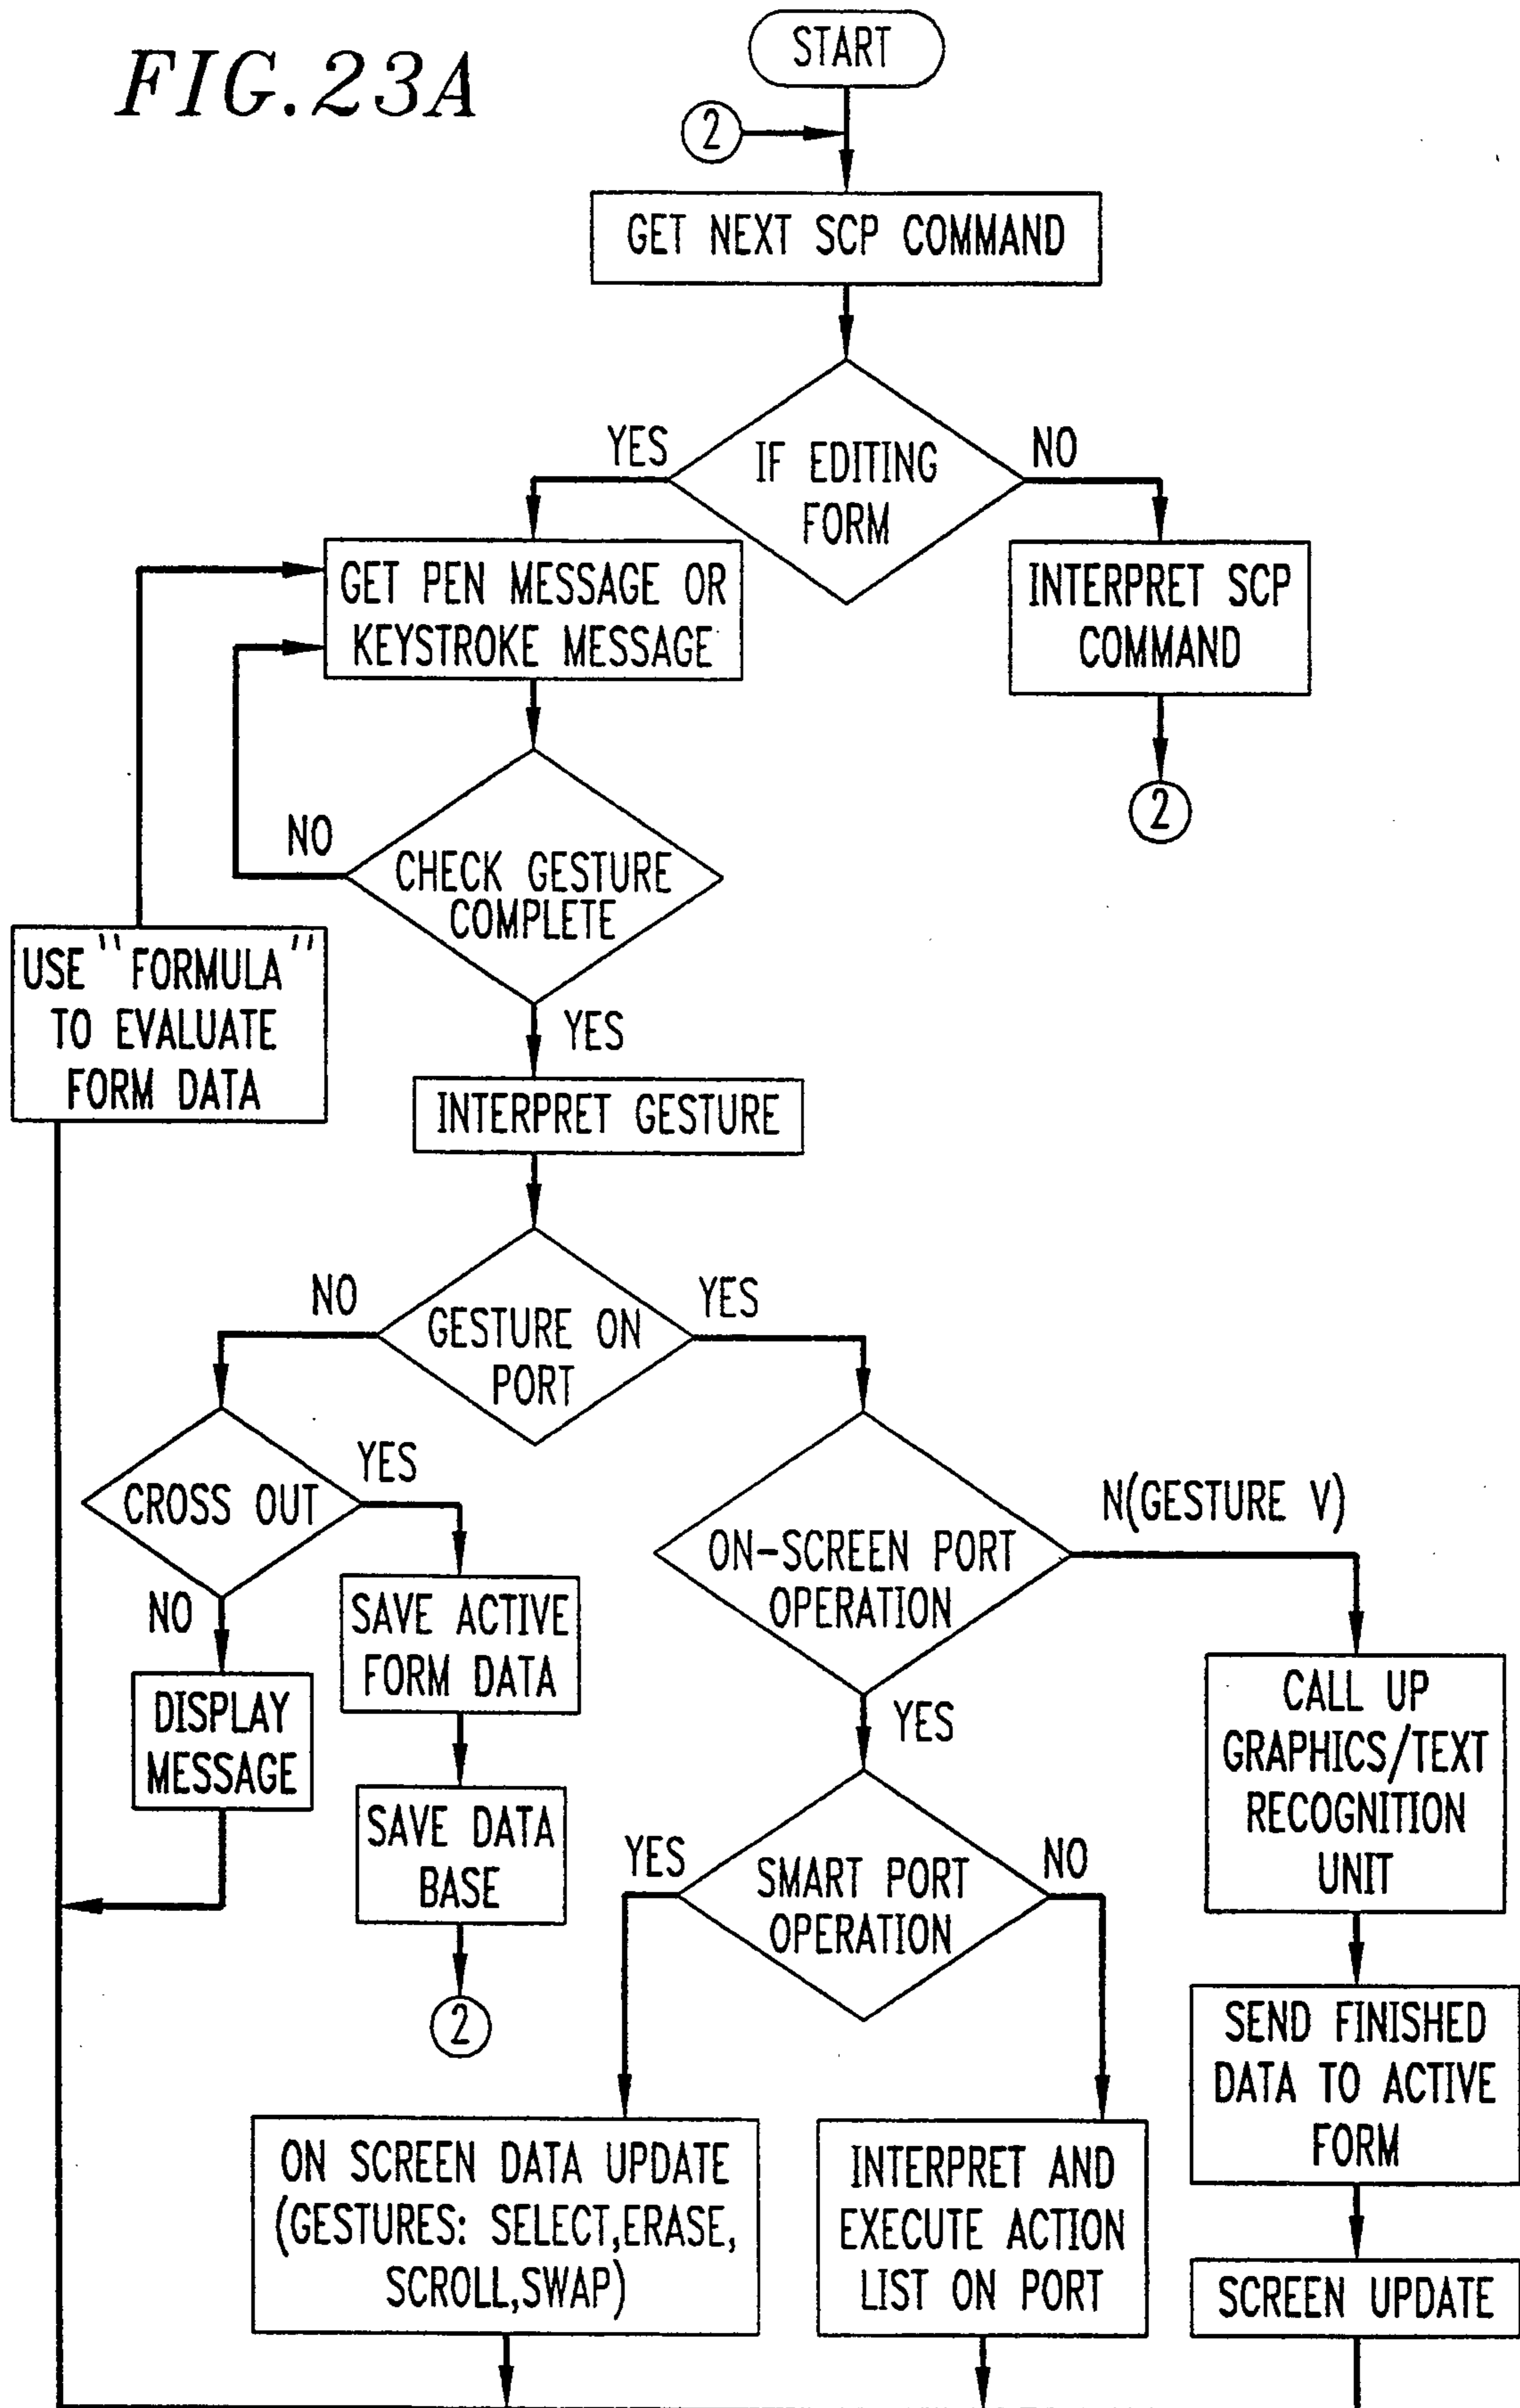 FIG.23A
START
2
GET NEXT SCP COMMAND
YES
IF EDITING
FORM
NO
GET PEN MESSAGE OR
KEYSTROKE MESSAGE
INTERPRET SCP
COMMAND
2
NO
CHECK GESTURE
COMPLETE
YES
USE "FORMULA"
TO EVALUATE
FORM DATA
INTERPRET GESTURE
NO
GESTURE ON
PORT
YES
CROSS OUT
YES
NO
DISPLAY
MESSAGE
SAVE ACTIVE
FORM DATA
SAVE DATA
BASE
2
ON-SCREEN PORT
OPERATION
N(GESTURE V)
YES
CALL UP
GRAPHICS/TEXT
RECOGNITION
UNIT
YES
SMART PORT
OPERATION
NO
SEND FINISHED
DATA TO ACTIVE
FORM
ON SCREEN DATA UPDATE
(GESTURES: SELECT,ERASE,
SCROLL,SWAP)
INTERPRET AND
EXECUTE ACTION
LIST ON PORT
SCREEN UPDATE